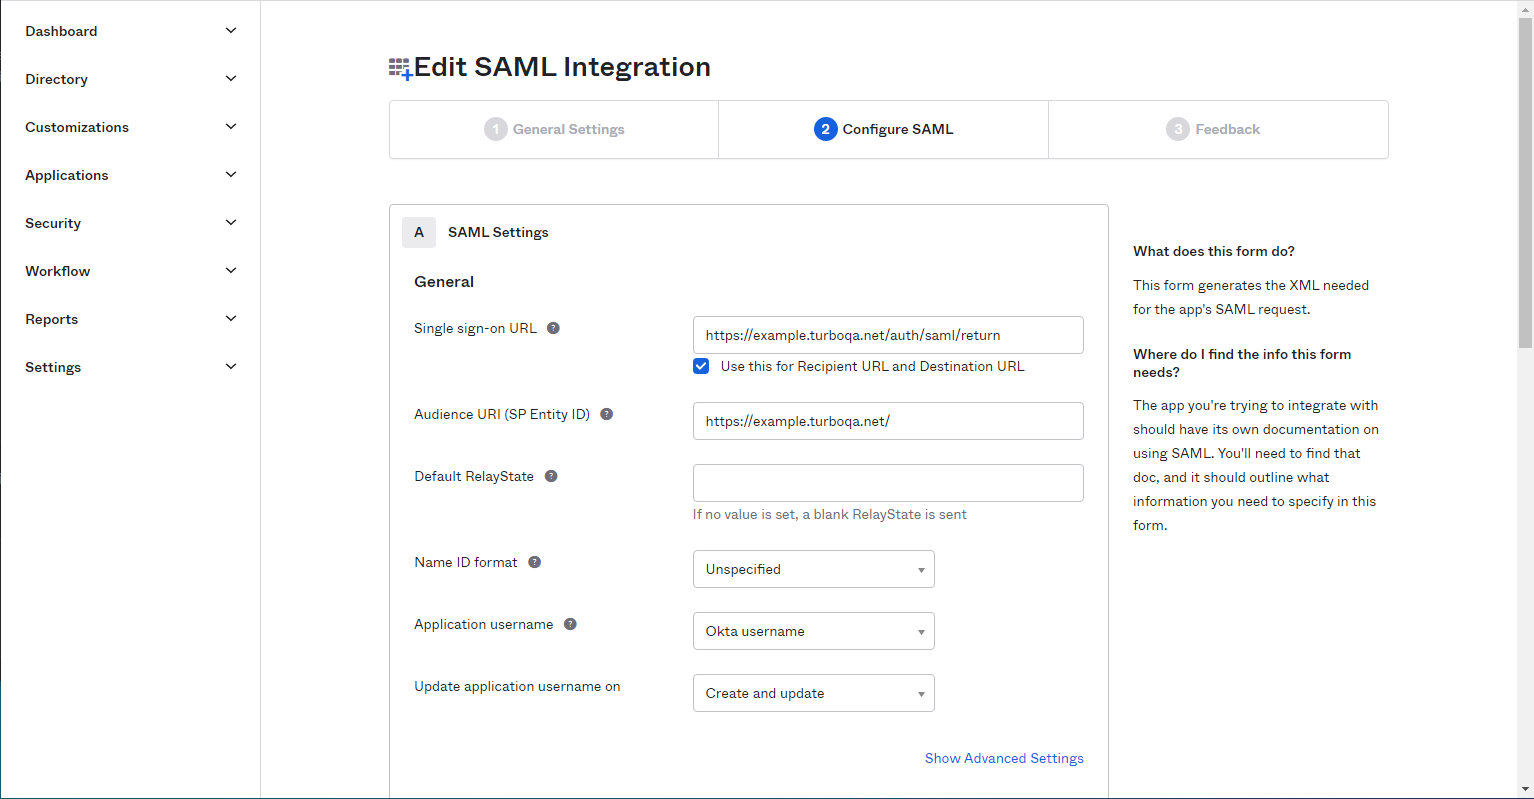 Dashboard
Directory
Customizations
Applications
Security
Workflow
Reports
Settings
Edit SAML Integration
1 General Settings
2 Configure SAML
3 Feedback
A SAML Settings
General
Single sign-on URL ?
https://example.turboqa.net/auth/saml/return
Use this for Recipient URL and Destination URL
Audience URI (SP Entity ID) ?
https://example.turboqa.net/
Default RelayState ?
If no value is set, a blank RelayState is sent
Name ID format ?
Unspecified
Application username ?
Okta username
Update application username on
Create and update
Show Advanced Settings
What does this form do?
This form generates the XML needed
for the app's SAML request.
Where do I find the info this form
needs?
The app you're trying to integrate with
should have its own documentation on
using SAML. You'll need to find that
doc, and it should outline what
information you need to specify in this
form.